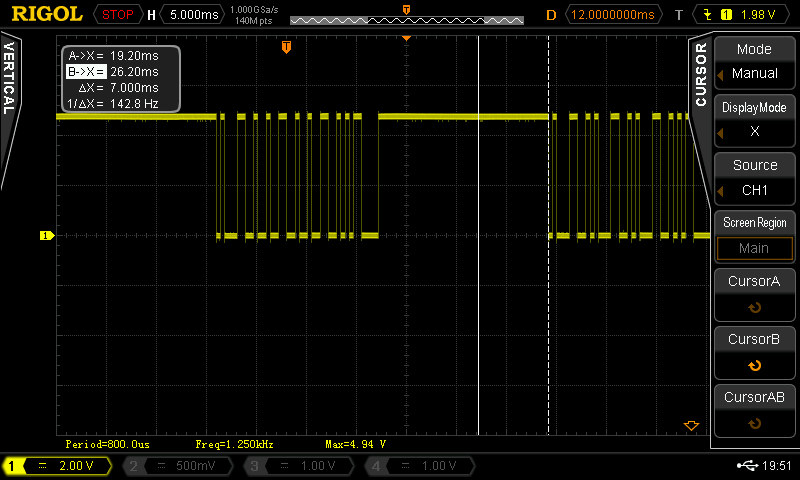 RIGOL STOP H 5.000ms 1.000GSa/s 140M pts T D 12.0000000ms T 1 1.98 V
VERTICAL
A->X= 19.20ms
B->X= 26.20ms
ΔX= 7.000ms
1/ΔX= 142.8 Hz
T
1
CURSOR
Mode
Manual
Display Mode
X
Source
CH1
Screen Region
Main
CursorA
CursorB
CursorAB
Period=800.0us Freq=1.250kHz Max=4.94 V
1 2.00 V 2 500mV 3 1.00 V 4 1.00 V 19:51